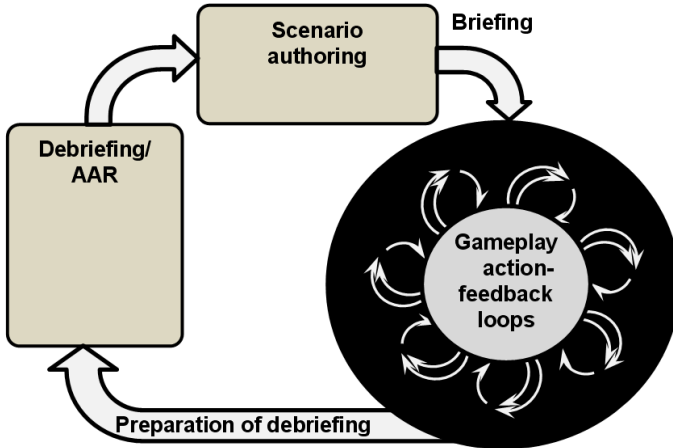 Scenario
authoring
Briefing
Debriefing/
AAR
Gameplay
action-
feedback
loops
Preparation of debriefing